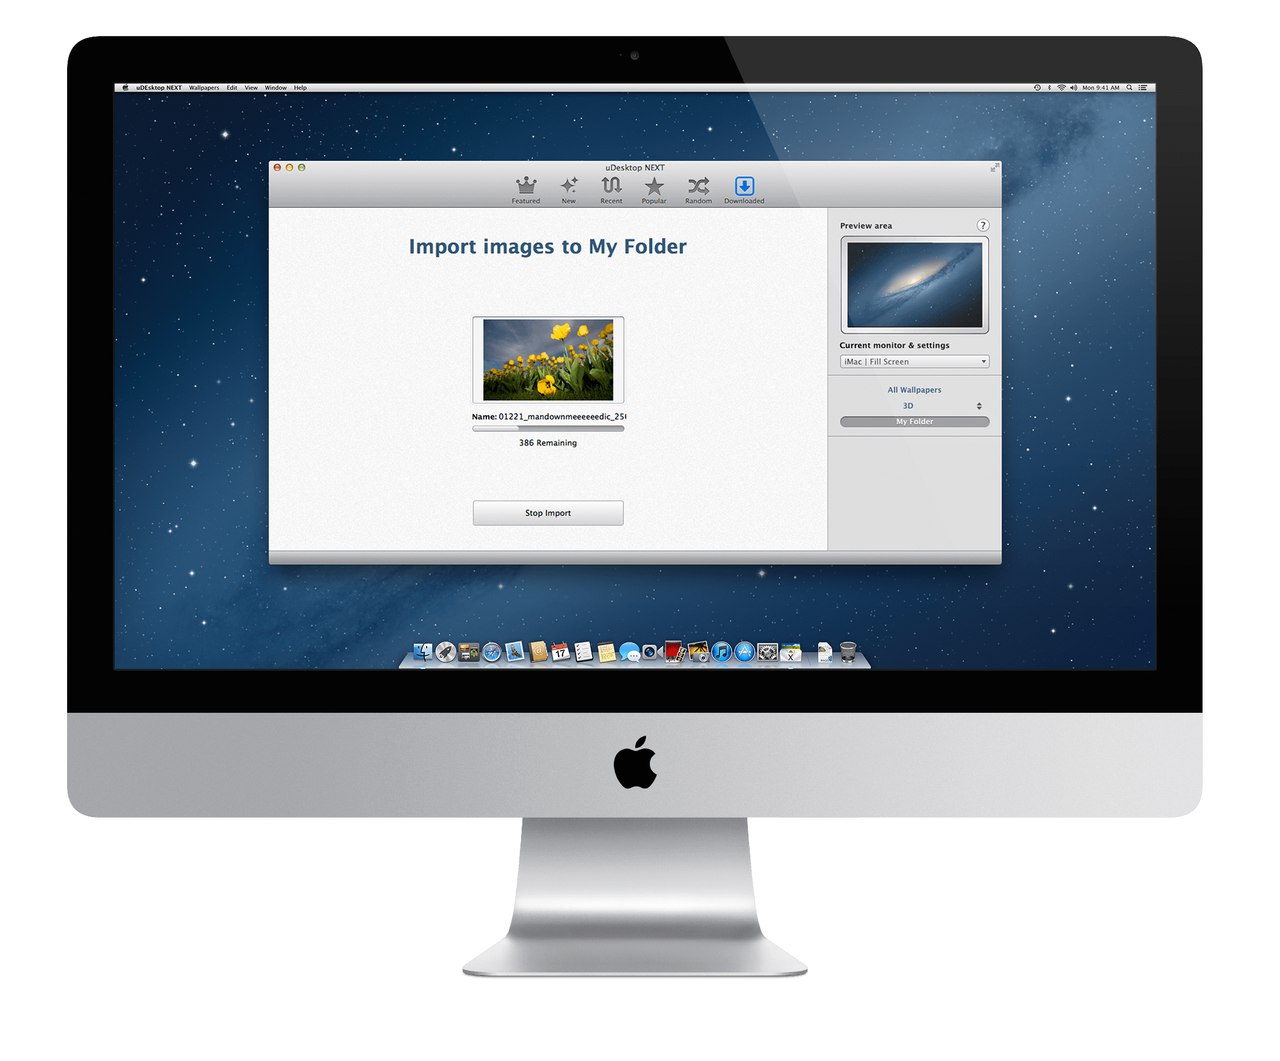 uDEsktop NEXT Wallpapers Edit View Window Help
Mon 9:41 AM
uDesktop NEXT
Featured New Recent Popular Random Downloaded
Import images to My Folder
Name: 01221_mandownmeeeeeedic_25
386 Remaining
Stop Import
Preview area ?
Current monitor & settings
iMac | Fill Screen
All Wallpapers
3D
My Folder
17
X